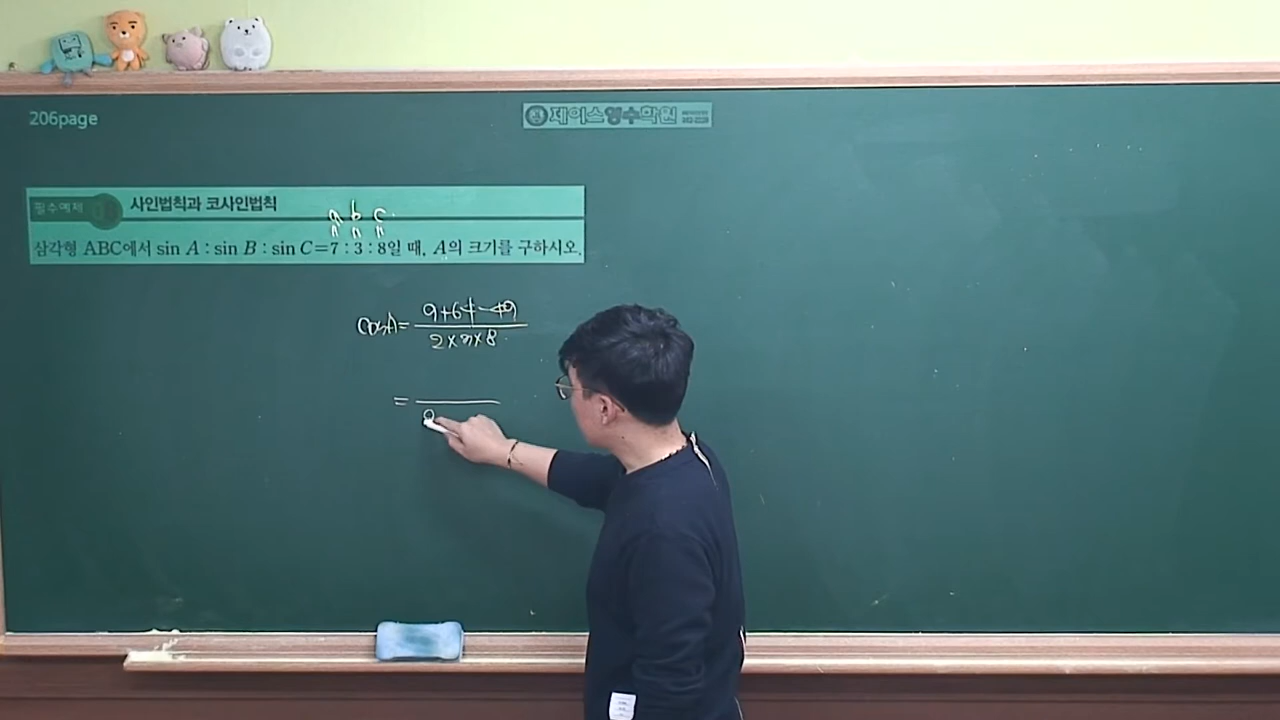 206page
제이스영수학원
필수예제
사인법칙과 코사인법칙
a b c
삼각형 ABC에서 sin A : sin B : sin C=7 : 3 : 8일 때, A의 크기를 구하시오.
cosA= 9+64-49
2×3×8
=